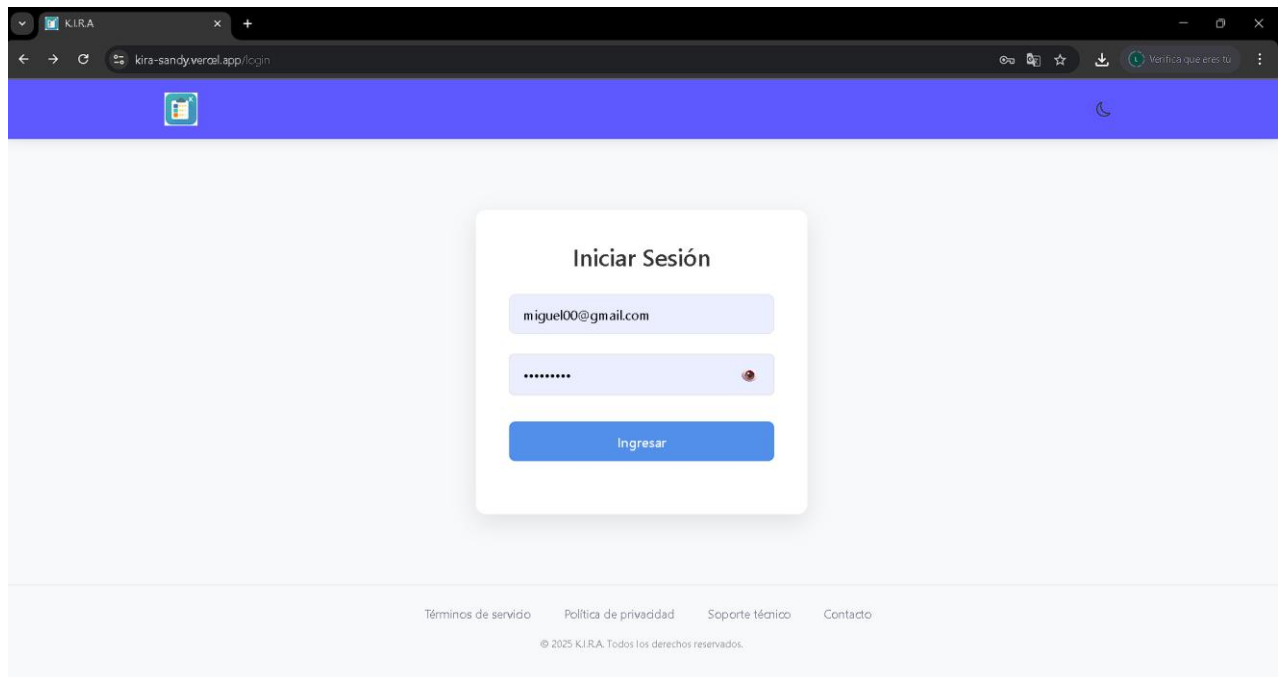 K.I.R.A
kira-sandy.vercel.app/login
Verifica que eres tú
Iniciar Sesión
miguel00@gmail.com
•••••••••
Ingresar
Términos de servicio Política de privacidad Soporte técnico Contacto
© 2025 K.I.R.A. Todos los derechos reservados.